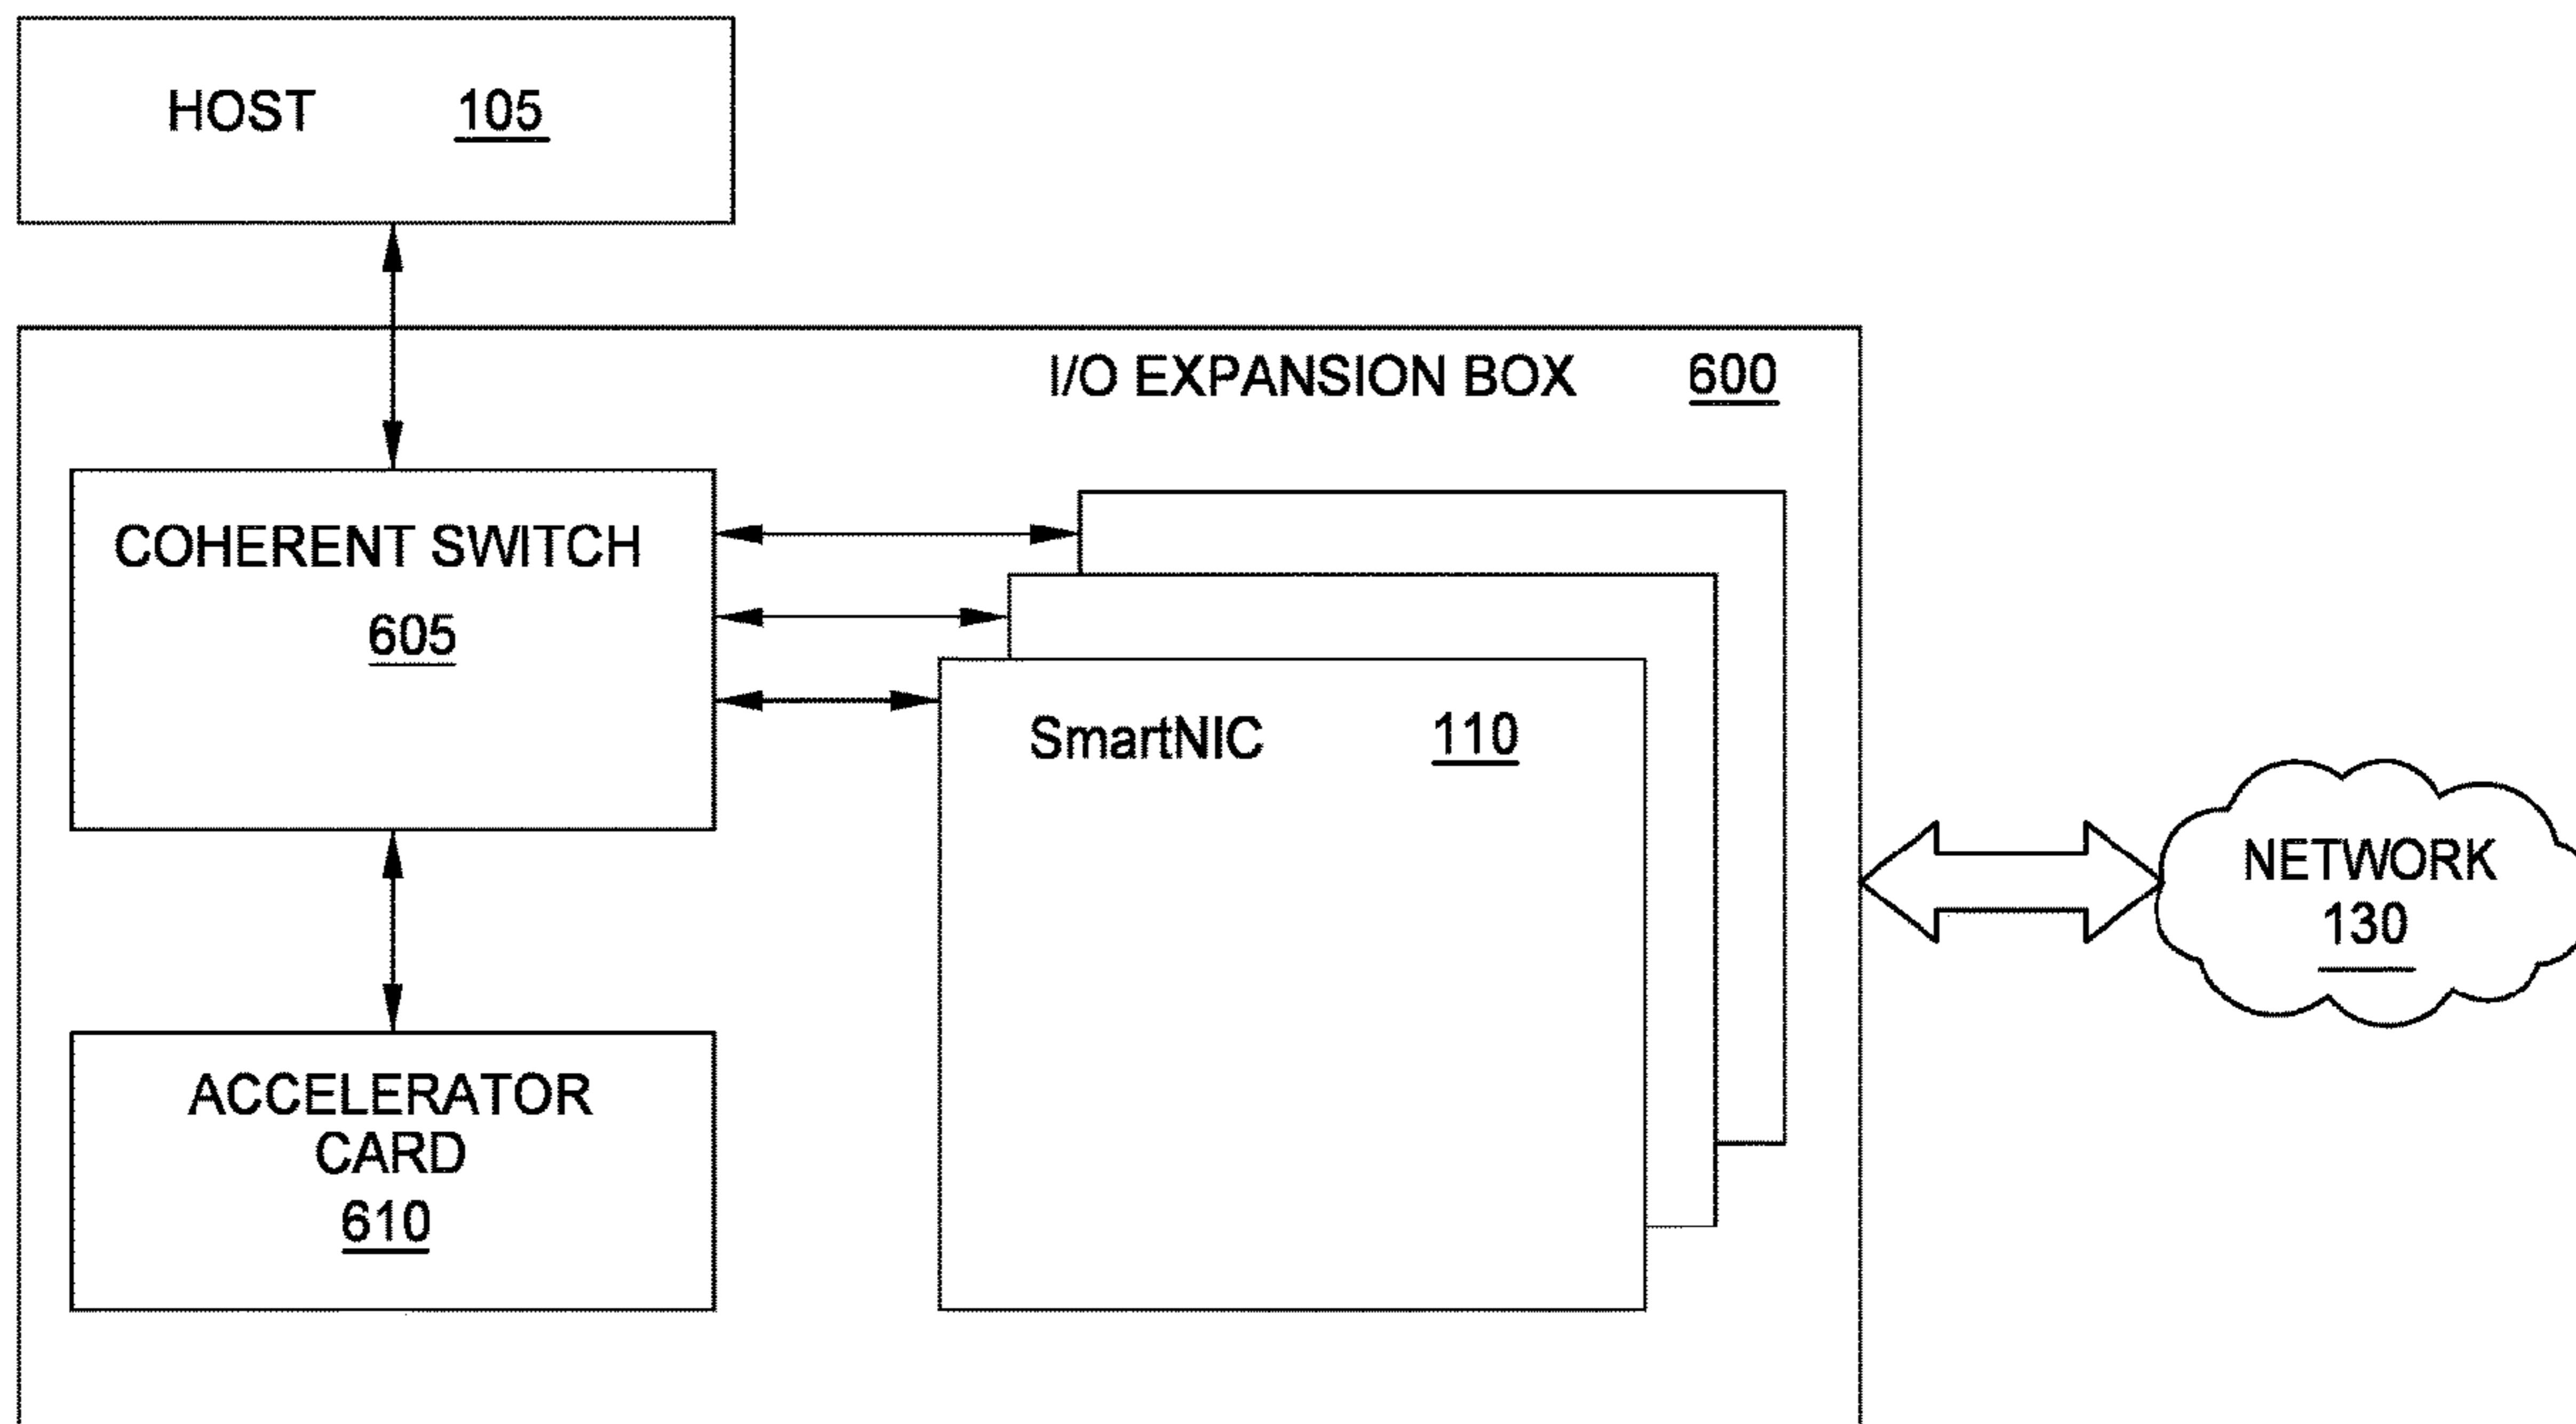 HOST 105
I/O EXPANSION BOX 600
COHERENT SWITCH
605
SmartNIC 110
NETWORK
130
ACCELERATOR
CARD
610